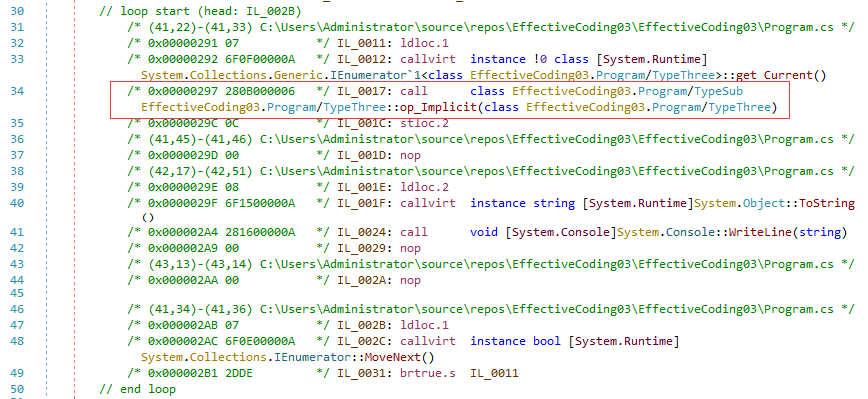 30 // loop start (head: IL_002B)
31 /* (41,22)-(41,33) C:\Users\Administrator\source\repos\EffectiveCoding03\EffectiveCoding03\Program.cs */
32 /* 0x00000291 07 */ IL_0011: ldloc.1
33 /* 0x00000292 6F0F00000A */ IL_0012: callvirt instance !0 class [System.Runtime]
System.Collections.Generic.IEnumerator`1<class EffectiveCoding03.Program/TypeThree>::get_Current()
34 /* 0x00000297 280B000006 */ IL_0017: call class EffectiveCoding03.Program/TypeSub
EffectiveCoding03.Program/TypeThree::op_Implicit(class EffectiveCoding03.Program/TypeThree)
35 /* 0x0000029C 0C */ IL_001C: stloc.2
36 /* (41,45)-(41,46) C:\Users\Administrator\source\repos\EffectiveCoding03\EffectiveCoding03\Program.cs */
37 /* 0x0000029D 00 */ IL_001D: nop
38 /* (42,17)-(42,51) C:\Users\Administrator\source\repos\EffectiveCoding03\EffectiveCoding03\Program.cs */
39 /* 0x0000029E 08 */ IL_001E: ldloc.2
40 /* 0x0000029F 6F1500000A */ IL_001F: callvirt instance string [System.Runtime]System.Object::ToString
()
41 /* 0x000002A4 281600000A */ IL_0024: call void [System.Console]System.Console::WriteLine(string)
42 /* 0x000002A9 00 */ IL_0029: nop
43 /* (43,13)-(43,14) C:\Users\Administrator\source\repos\EffectiveCoding03\EffectiveCoding03\Program.cs */
44 /* 0x000002AA 00 */ IL_002A: nop
45
46 /* (41,34)-(41,36) C:\Users\Administrator\source\repos\EffectiveCoding03\EffectiveCoding03\Program.cs */
47 /* 0x000002AB 07 */ IL_002B: ldloc.1
48 /* 0x000002AC 6F0E00000A */ IL_002C: callvirt instance bool [System.Runtime]
System.Collections.IEnumerator::MoveNext()
49 /* 0x000002B1 2DDE */ IL_0031: brtrue.s IL_0011
50 // end loop